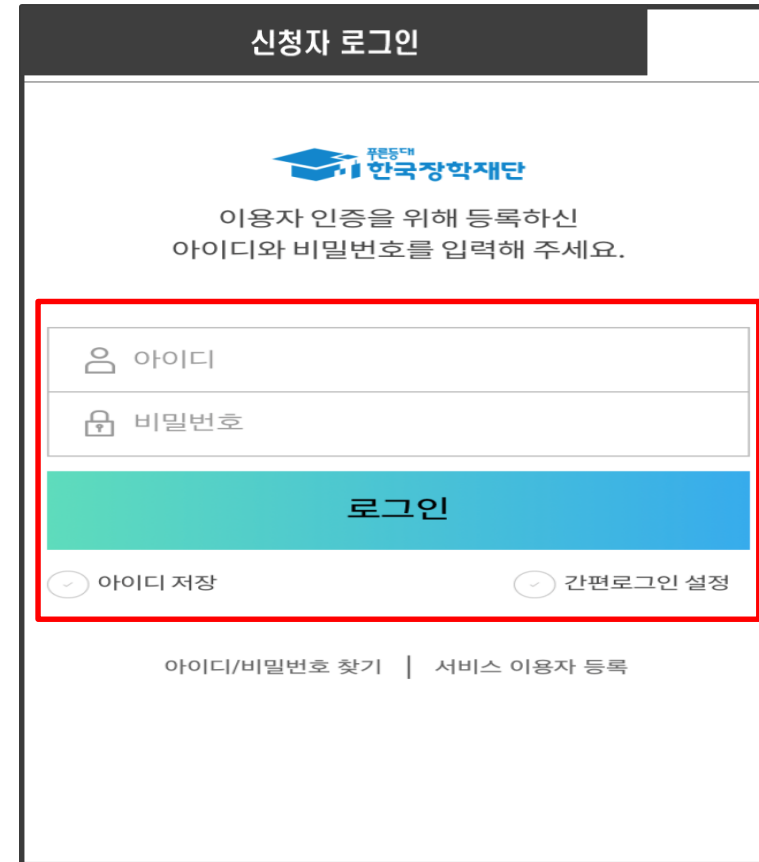 신청자 로그인
푸른등대
한국장학재단
이용자 인증을 위해 등록하신
아이디와 비밀번호를 입력해 주세요.
아이디
비밀번호
로그인
아이디 저장 간편로그인 설정
아이디/비밀번호 찾기 | 서비스 이용자 등록